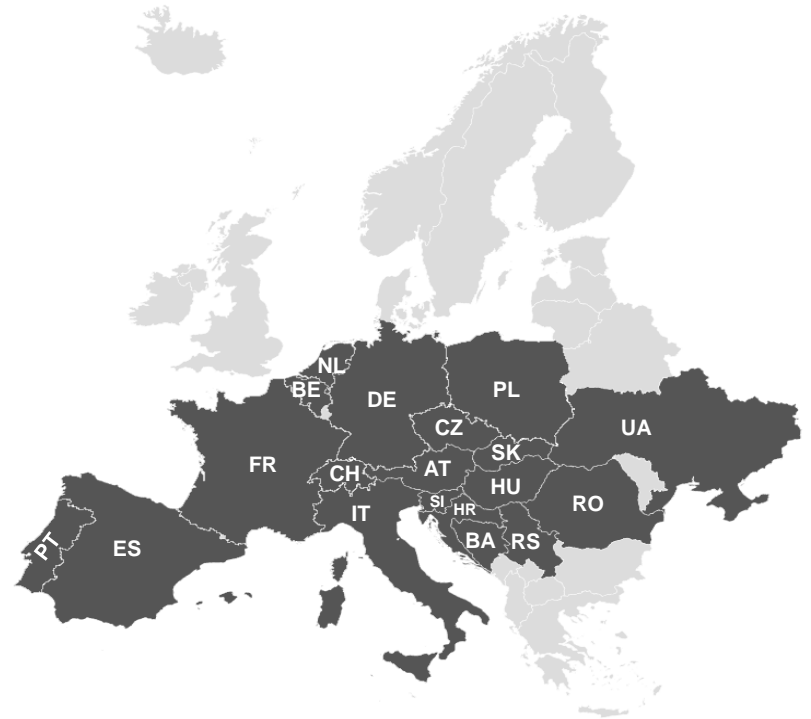 NL
BE
DE
PL
CZ
UA
SK
FR
CH
AT
HU
SI
HR
RO
IT
BA
RS
PT
ES